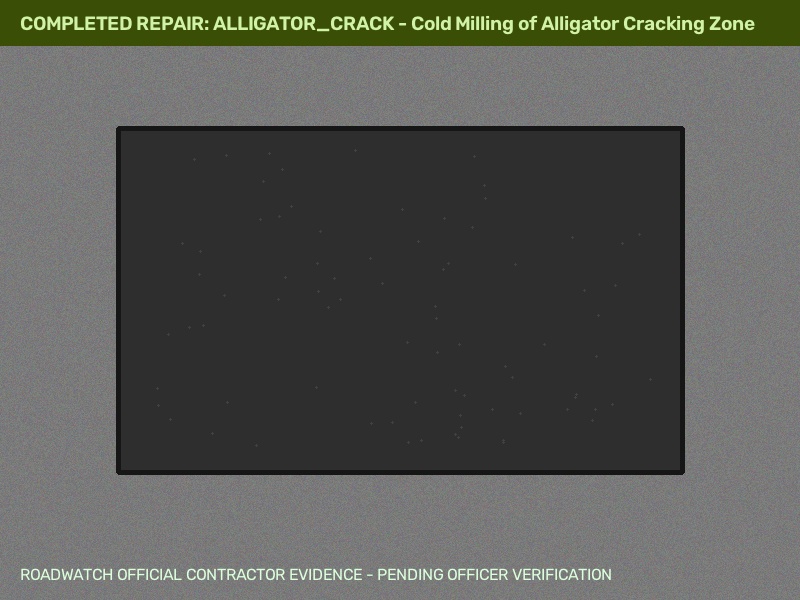 COMPLETED REPAIR: ALLIGATOR_CRACK - Cold Milling of Alligator Cracking Zone
ROADWATCH OFFICIAL CONTRACTOR EVIDENCE - PENDING OFFICER VERIFICATION